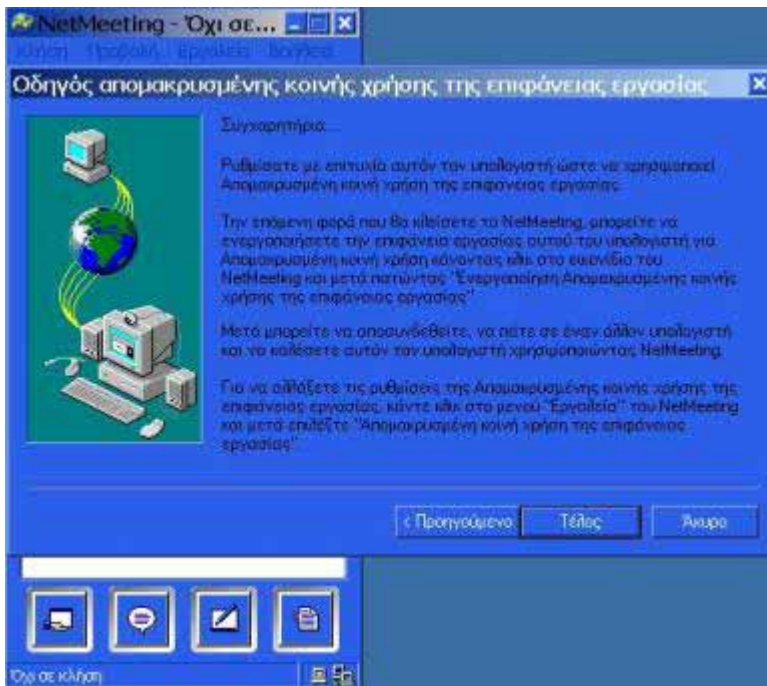 NetMeeting - Όχι σε...
Κλήση Προβολή Εργαλεία Βοήθεια
Οδηγός απομακρυσμένης κοινής χρήσης της επιφάνειας εργασίας
Συγχαρητήρια...
Ρυθμίσατε με επιτυχία αυτόν τον υπολογιστή ώστε να χρησιμοποιεί
Απομακρυσμένη κοινή χρήση της επιφάνειας εργασίας.
Την επόμενη φορά που θα κλείσετε το NetMeeting, μπορείτε να
ενεργοποιήσετε την επιφάνεια εργασίας αυτού του υπολογιστή για
Απομακρυσμένη κοινή χρήση κάνοντας κλικ στο εικονίδιο του
NetMeeting και μετά πατώντας "Ενεργοποίηση Απομακρυσμένης κοινής
χρήσης της επιφάνειας εργασίας"
Μετά μπορείτε να αποσυνδεθείτε, να πάτε σε έναν άλλον υπολογιστή
και να καλέσετε αυτόν τον υπολογιστή χρησιμοποιώντας NetMeeting.
Για να αλλάξετε τις ρυθμίσεις της Απομακρυσμένης κοινής χρήσης της
επιφάνειας εργασίας, κάντε κλικ στο μενού "Εργαλεία" του NetMeeting
και μετά επιλέξτε "Απομακρυσμένη κοινή χρήση της επιφάνειας
εργασίας".
< Προηγούμενο Τέλος Άκυρο
Όχι σε κλήση